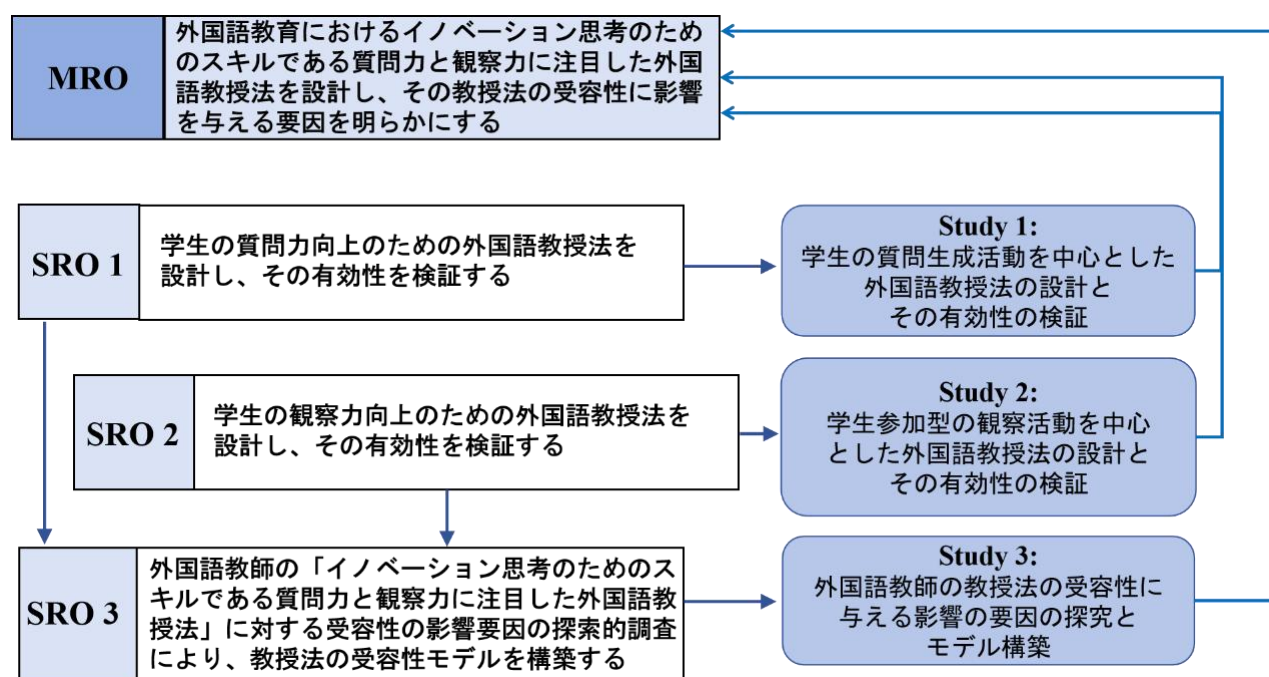 MRO
外国語教育におけるイノベーション思考のため
のスキルである質問力と観察力に注目した外国
語教授法を設計し、その教授法の受容性に影響
を与える要因を明らかにする
SRO 1
学生の質問力向上のための外国語教授法を
設計し、その有効性を検証する
Study 1:
学生の質問生成活動を中心とした
外国語教授法の設計と
その有効性の検証
SRO 2
学生の観察力向上のための外国語教授法を
設計し、その有効性を検証する
Study 2:
学生参加型の観察活動を中心
とした外国語教授法の設計と
その有効性の検証
SRO 3
外国語教師の「イノベーション思考のためのス
キルである質問力と観察力に注目した外国語教
授法」に対する受容性の影響要因の探索的調査
により、教授法の受容性モデルを構築する
Study 3:
外国語教師の教授法の受容性に
与える影響の要因の探究と
モデル構築